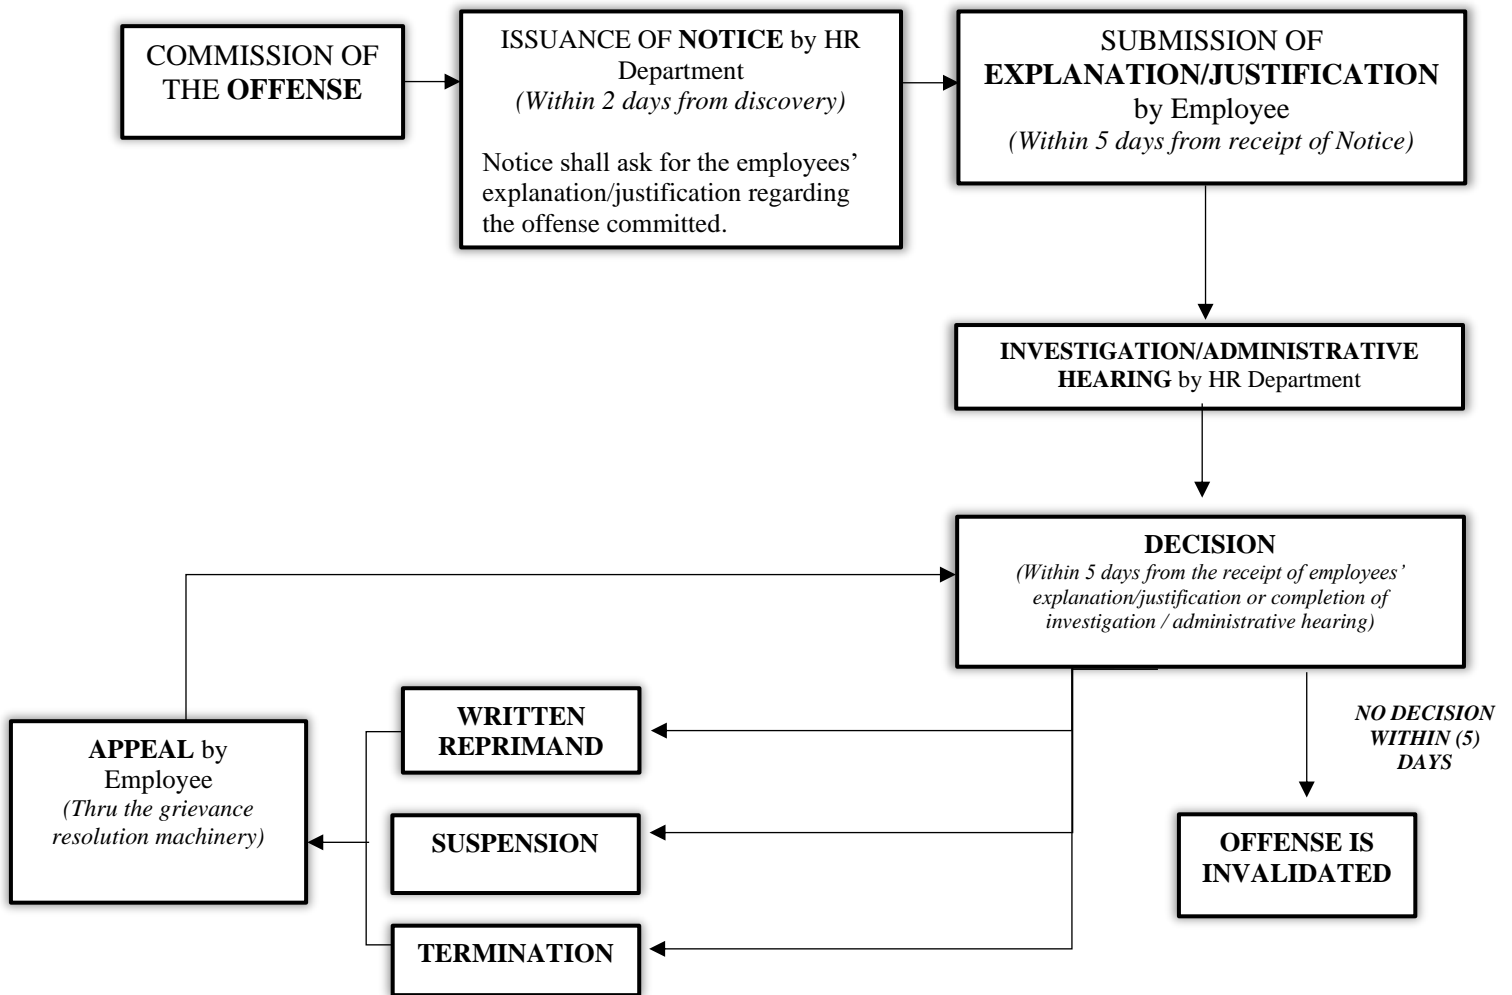 COMMISSION OF
THE OFFENSE
ISSUANCE OF NOTICE by HR
Department
(Within 2 days from discovery)
Notice shall ask for the employees’
explanation/justification regarding
the offense committed.
SUBMISSION OF
EXPLANATION/JUSTIFICATION
by Employee
(Within 5 days from receipt of Notice)
INVESTIGATION/ADMINISTRATIVE
HEARING by HR Department
DECISION
(Within 5 days from the receipt of employees’
explanation/justification or completion of
investigation / administrative hearing)
WRITTEN
REPRIMAND
SUSPENSION
TERMINATION
APPEAL by
Employee
(Thru the grievance
resolution machinery)
NO DECISION
WITHIN (5)
DAYS
OFFENSE IS
INVALIDATED